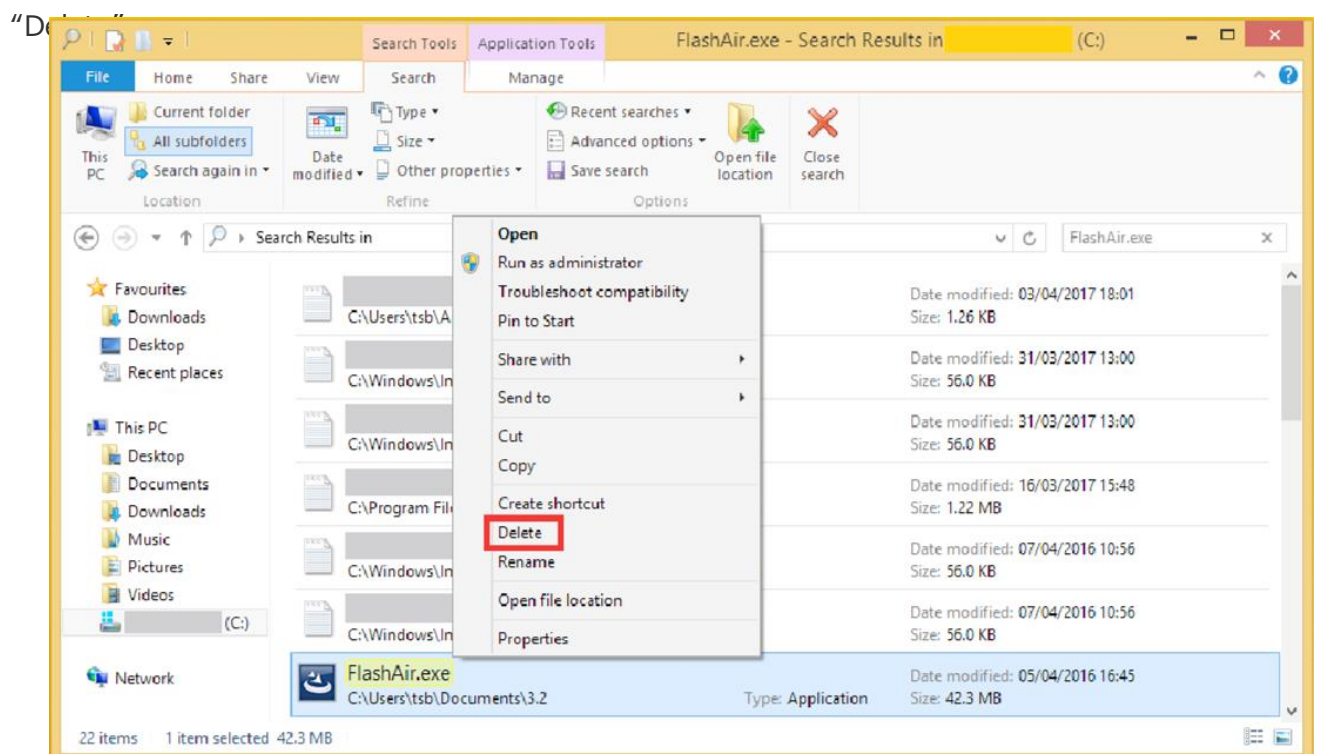 Search Tools Application Tools FlashAir.exe - Search Results in (C:)
File Home Share View Search Manage
This PC
Current folder
All subfolders
Search again in
Location
Date modified
Type
Size
Other properties
Refine
Recent searches
Advanced options
Save search
Options
Open file location
Close search
Search Results in
FlashAir.exe
Favourites
Downloads
Desktop
Recent places
This PC
Desktop
Documents
Downloads
Music
Pictures
Videos
(C:)
Network
Open
Run as administrator
Troubleshoot compatibility
Pin to Start
Share with
Send to
Cut
Copy
Create shortcut
Delete
Rename
Open file location
Properties
Date modified: 03/04/2017 18:01
C:\Users\tsb\A Size: 1.26 KB
Date modified: 31/03/2017 13:00
C:\Windows\In Size: 56.0 KB
Date modified: 31/03/2017 13:00
C:\Windows\In Size: 56.0 KB
Date modified: 16/03/2017 15:48
C:\Program File Size: 1.22 MB
Date modified: 07/04/2016 10:56
C:\Windows\In Size: 56.0 KB
Date modified: 07/04/2016 10:56
C:\Windows\In Size: 56.0 KB
FlashAir.exe Date modified: 05/04/2016 16:45
C:\Users\tsb\Documents\3.2 Type: Application Size: 42.3 MB
22 items 1 item selected 42.3 MB